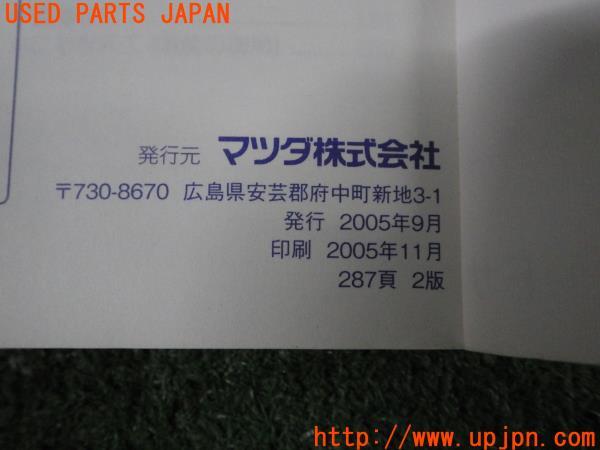 USED PARTS JAPAN
発行元 マツダ株式会社
〒730-8670 広島県安芸郡府中町新地3-1
発行 2005年9月
印刷 2005年11月
287頁 2版
http://www.upjpn.com